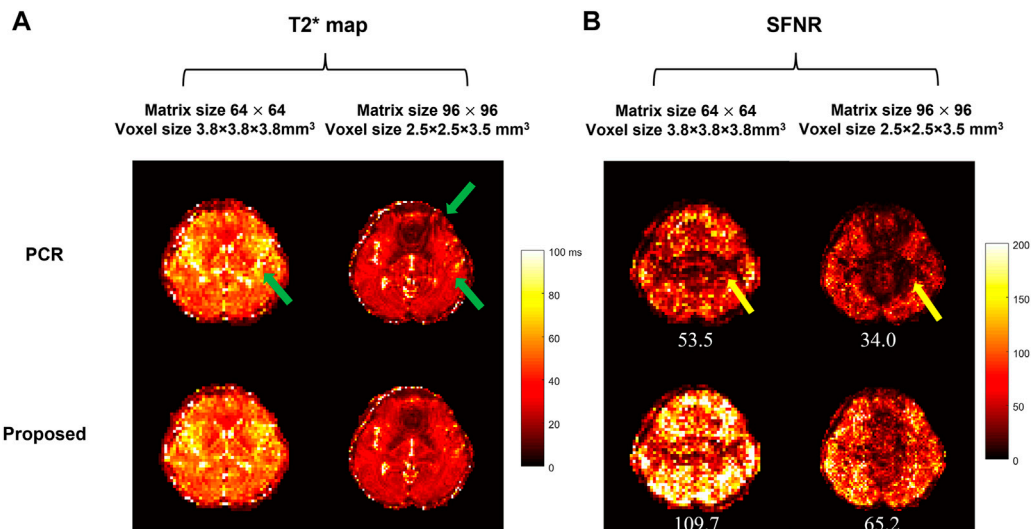 A
T2* map
Matrix size 64 × 64
Voxel size 3.8×3.8×3.8mm³
Matrix size 96 × 96
Voxel size 2.5×2.5×3.5 mm³
B
SFNR
Matrix size 64 × 64
Voxel size 3.8×3.8×3.8mm³
Matrix size 96 × 96
Voxel size 2.5×2.5×3.5 mm³
PCR
100 ms
80
60
40
20
0
53.5
34.0
200
150
100
50
0
Proposed
109.7
65.2